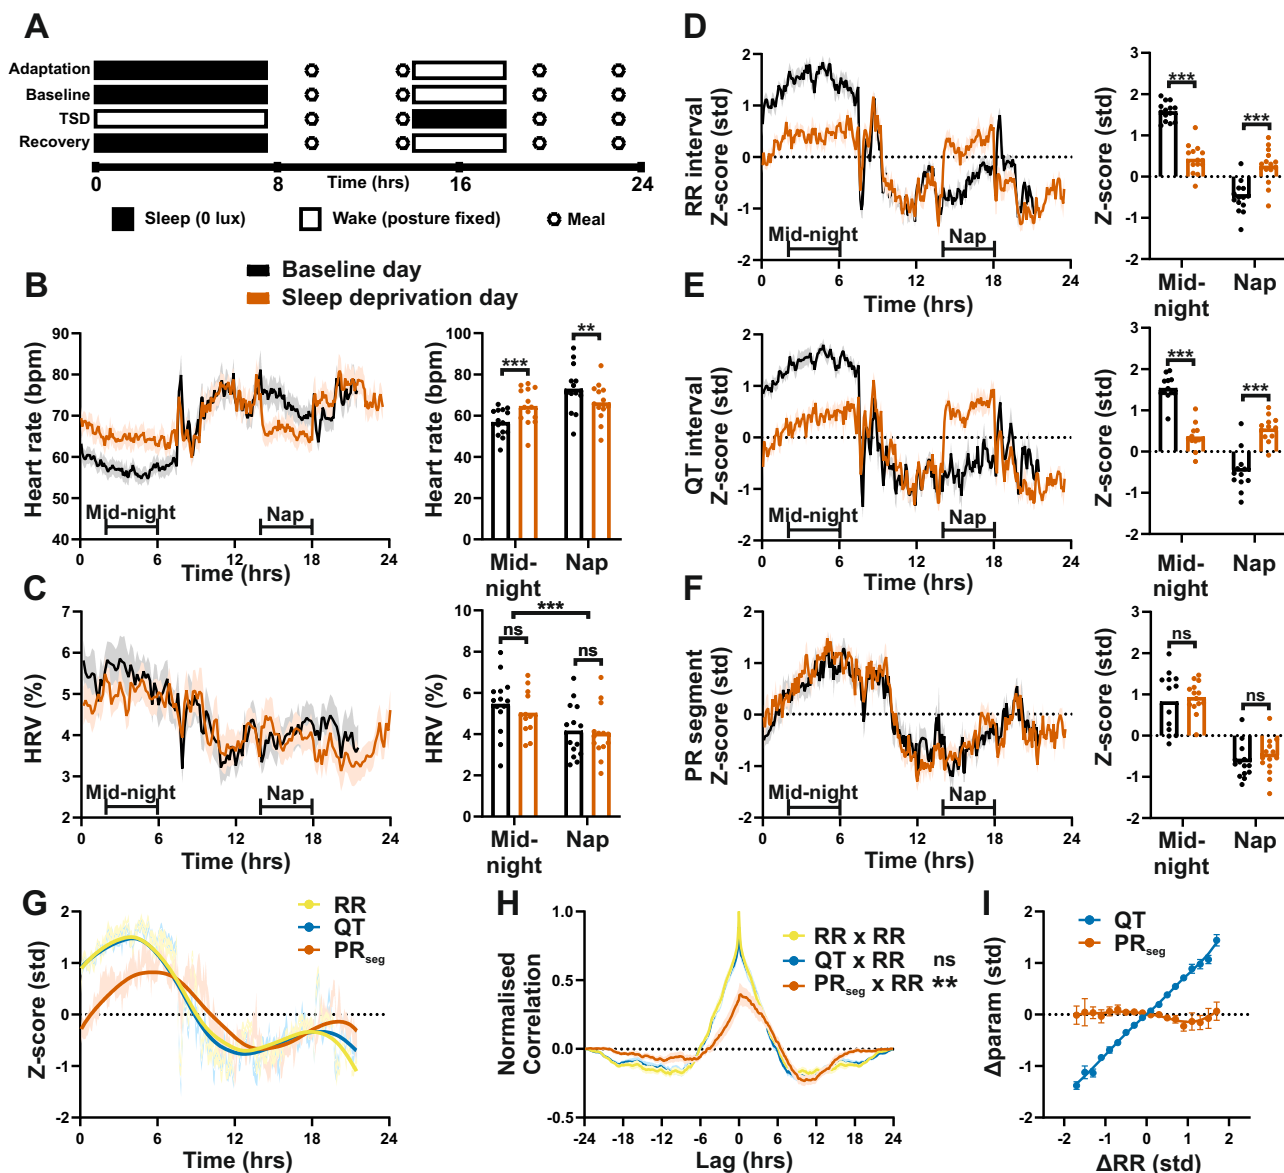 A
Adaptation
Baseline
TSD
Recovery
0
8
Time (hrs)
16
24
Sleep (0 lux)
Wake (posture fixed)
Meal
Baseline day
Sleep deprivation day
B
Heart rate (bpm)
90
80
70
60
50
40
Mid-night
Nap
0
6
12
18
24
Time (hrs)
Heart rate (bpm)
100
80
60
40
20
0
***
**
Mid-
night
Nap
C
HRV (%)
7
6
5
4
3
2
Mid-night
Nap
0
6
12
18
24
Time (hrs)
HRV (%)
10
8
6
4
2
0
***
ns
ns
Mid-
night
Nap
D
RR interval
Z-score (std)
2
1
0
-1
-2
Mid-night
Nap
0
6
12
18
24
Time (hrs)
Z-score (std)
3
2
1
0
-1
-2
***
***
Mid-
night
Nap
E
QT interval
Z-score (std)
2
1
0
-1
-2
Mid-night
Nap
0
6
12
18
24
Time (hrs)
Z-score (std)
3
2
1
0
-1
-2
***
***
Mid-
night
Nap
F
PR segment
Z-score (std)
2
1
0
-1
-2
Mid-night
Nap
0
6
12
18
24
Time (hrs)
Z-score (std)
3
2
1
0
-1
-2
ns
ns
Mid-
night
Nap
G
Z-score (std)
2
1
0
-1
-2
RR
QT
PRseg
0
6
12
18
24
Time (hrs)
H
Normalised
Correlation
1.0
0.5
0.0
-0.5
RR x RR
QT x RR ns
PRseg x RR **
-24
-18
-12
-6
0
6
12
18
24
Lag (hrs)
I
Δparam (std)
2
1
0
-1
-2
QT
PRseg
-2
-1
0
1
2
ΔRR (std)